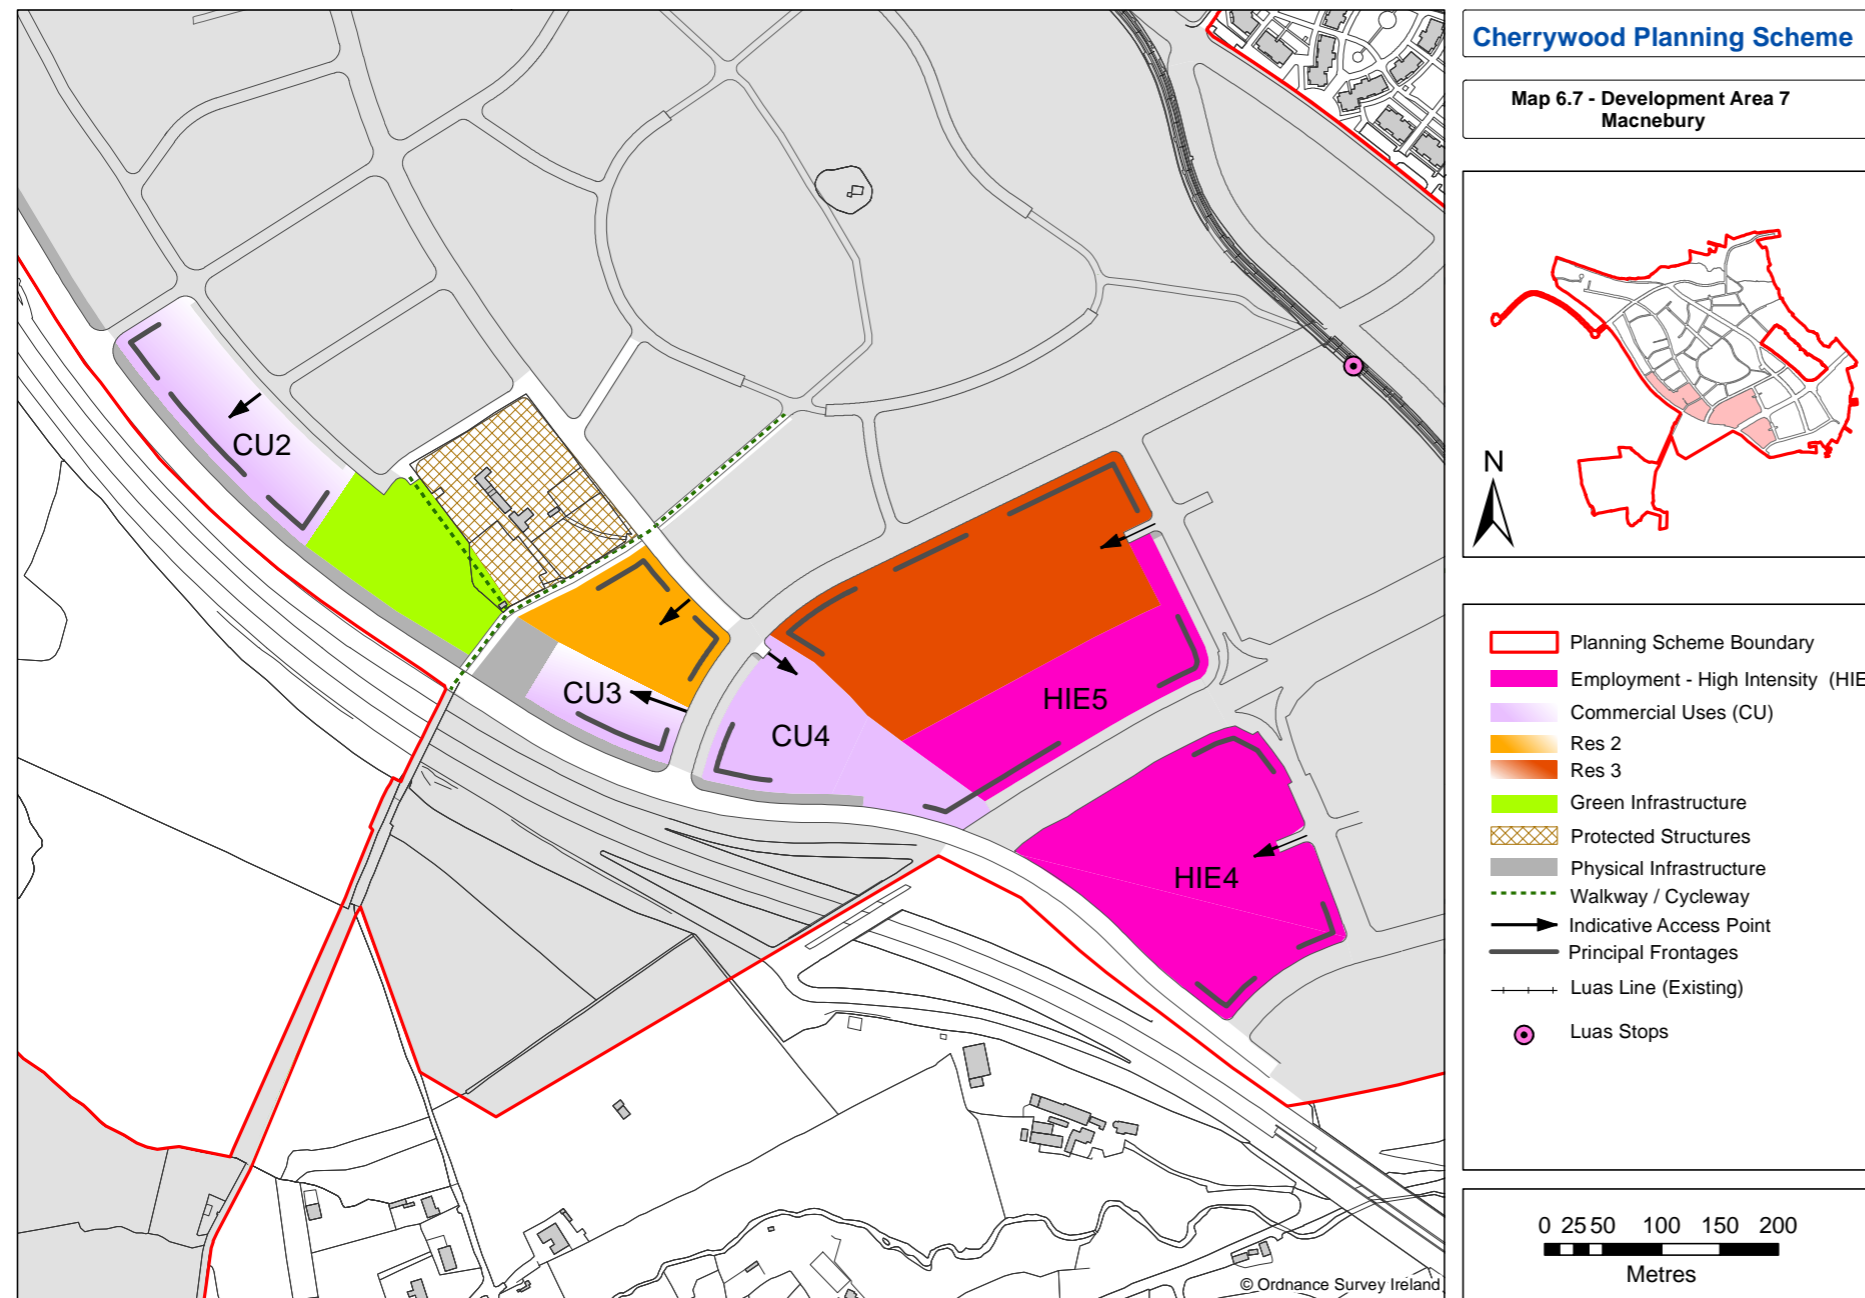 Cherrywood Planning Scheme
Map 6.7 - Development Area 7
Macnebury
N
CU2
CU3
CU4
HIE5
HIE4
Planning Scheme Boundary
Employment - High Intensity (HIE
Commercial Uses (CU)
Res 2
Res 3
Green Infrastructure
Protected Structures
Physical Infrastructure
Walkway / Cycleway
Indicative Access Point
Principal Frontages
Luas Line (Existing)
Luas Stops
0 25 50 100 150 200
Metres
© Ordnance Survey Ireland